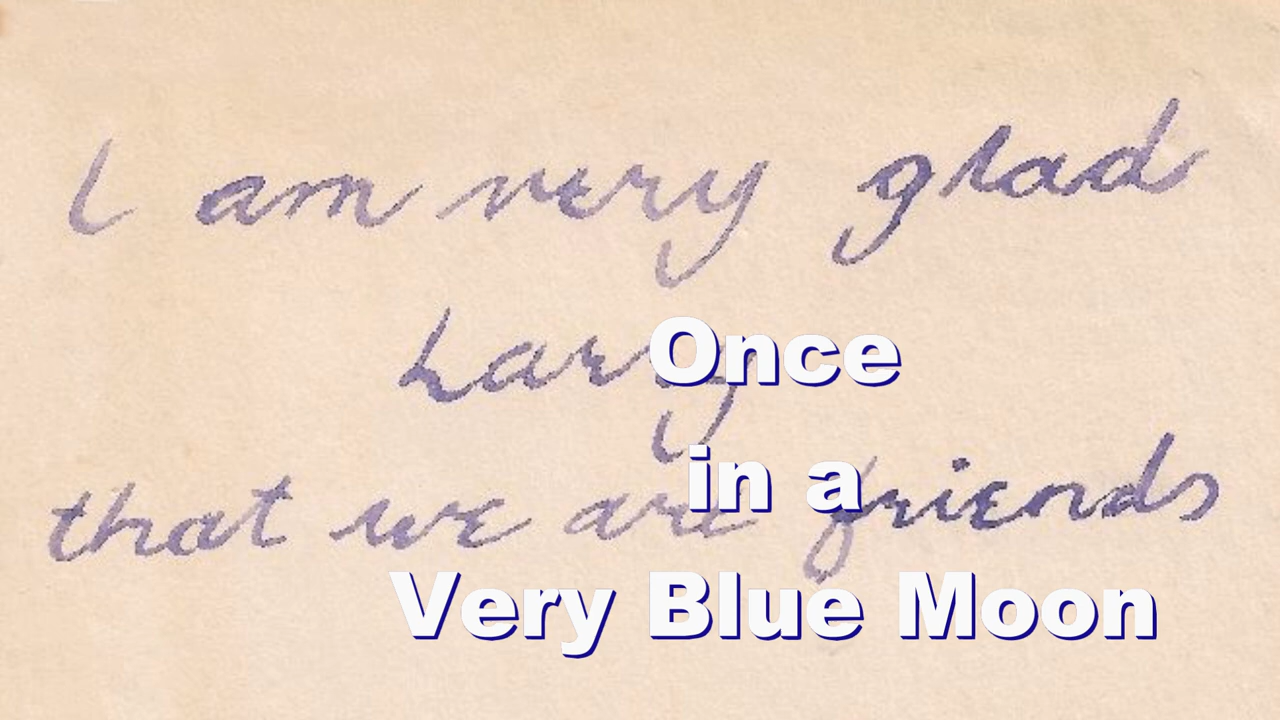 I am very glad
Larry
Once
in a
that we are friends
Very Blue Moon